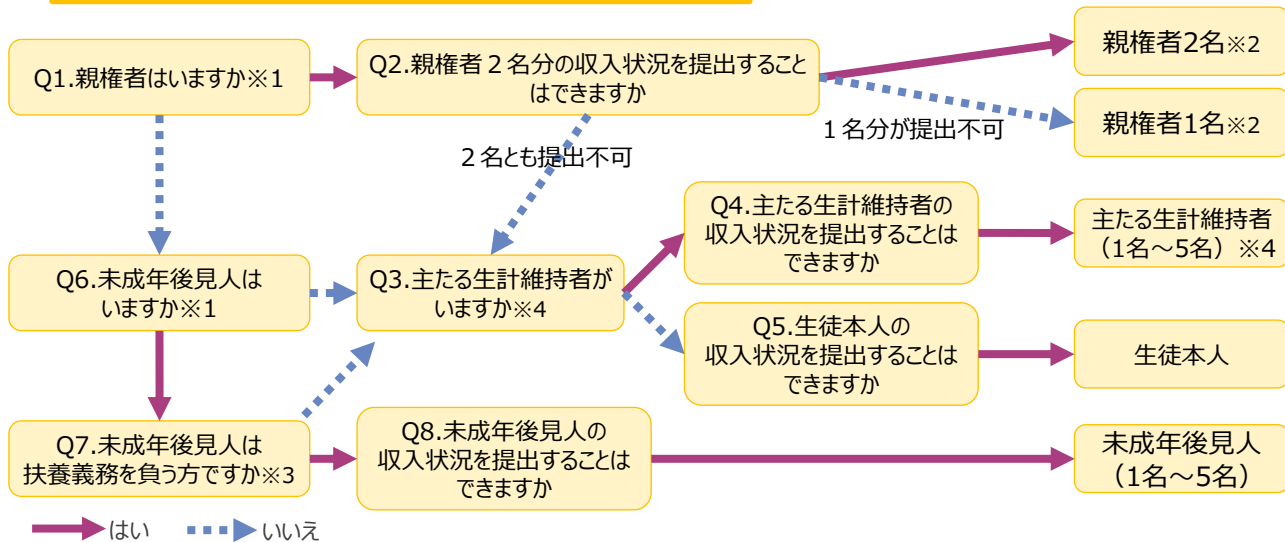 Q1.親権者はいますか※1
Q2.親権者２名分の収入状況を提出すること
はできますか
親権者2名※2
親権者1名※2
１名分が提出不可
２名とも提出不可
Q4.主たる生計維持者の
収入状況を提出することは
できますか
主たる生計維持者
（1名～5名）※4
Q6.未成年後見人は
いますか※1
Q3.主たる生計維持者が
いますか※4
Q5.生徒本人の
収入状況を提出することは
できますか
生徒本人
Q7.未成年後見人は
扶養義務を負う方ですか※3
Q8.未成年後見人の
収入状況を提出することは
できますか
未成年後見人
（1名～5名）
はい
いいえ